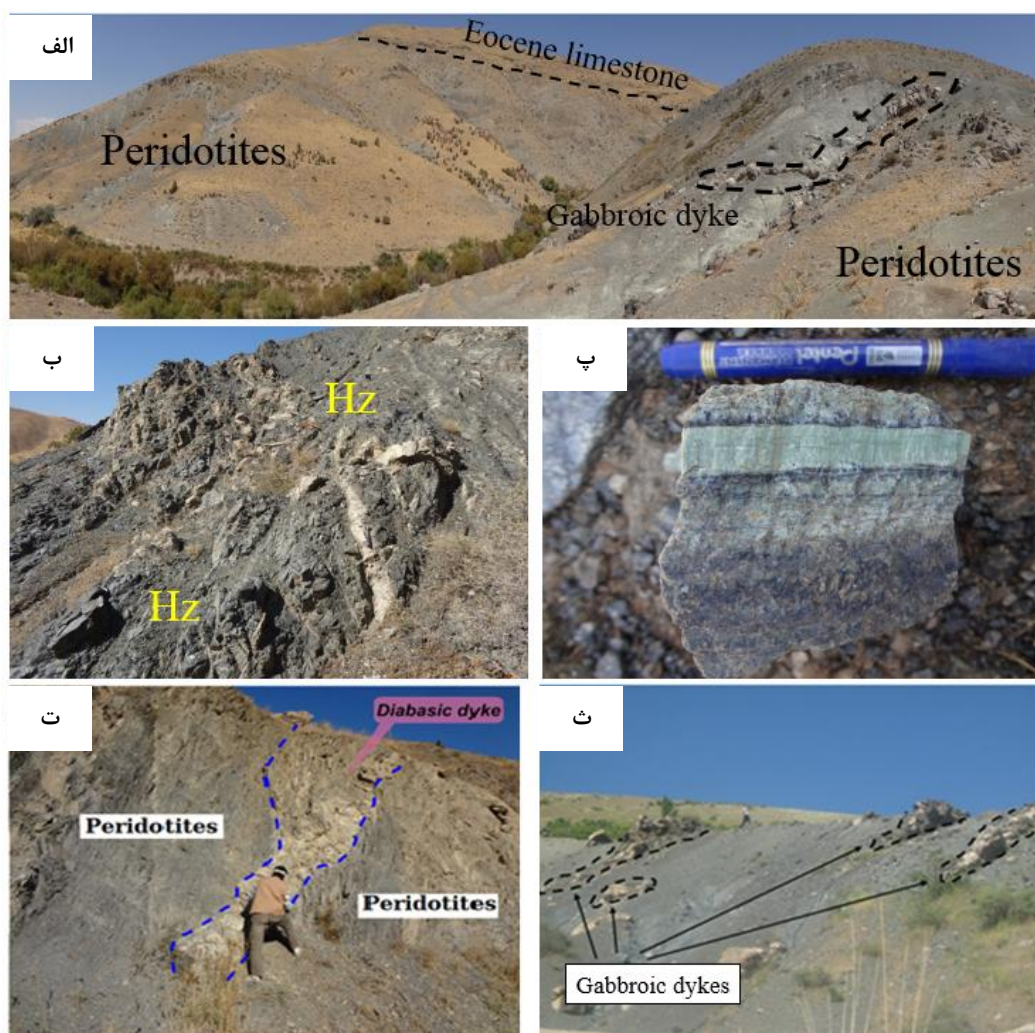 الف
Eocene limestone
Peridotites
Gabbroic dyke
Peridotites
ب
Hz
Hz
پ
Pentel
ت
Diabasic dyke
Peridotites
Peridotites
ث
Gabbroic dykes